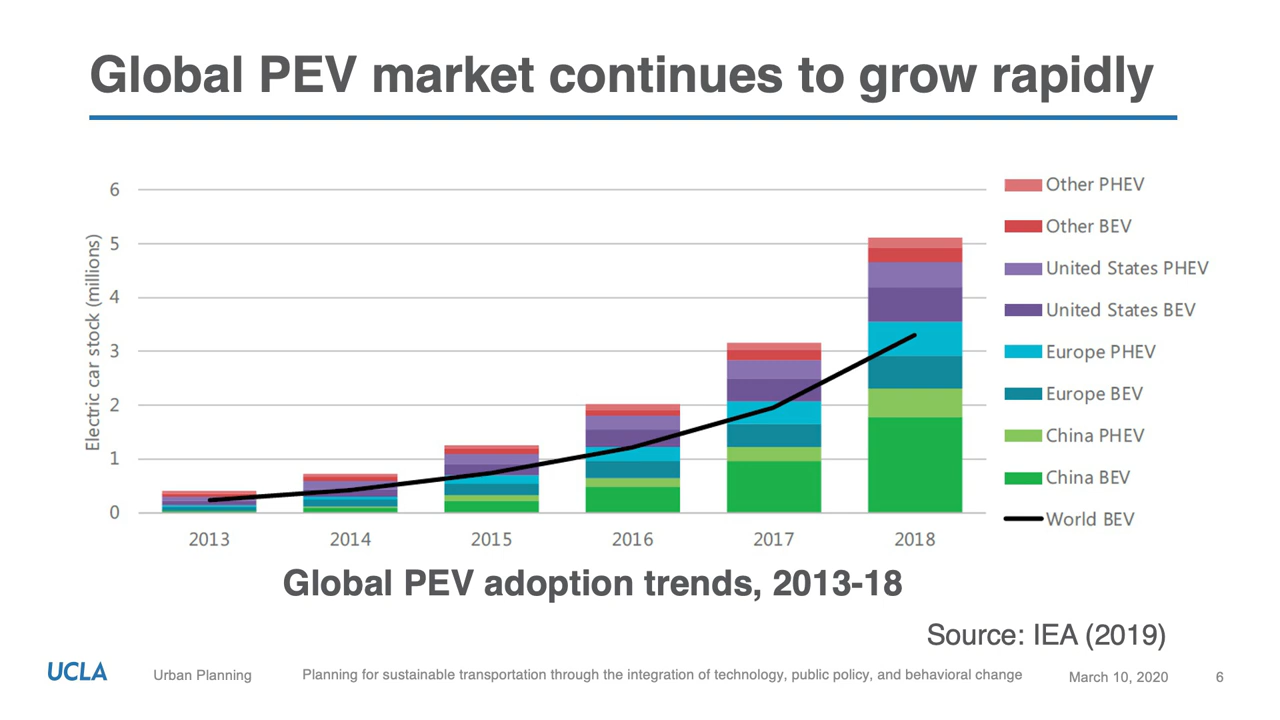 Global PEV market continues to grow rapidly
Electric car stock (millions)
6
5
4
3
2
1
0
2013 2014 2015 2016 2017 2018
Other PHEV
Other BEV
United States PHEV
United States BEV
Europe PHEV
Europe BEV
China PHEV
China BEV
World BEV
Global PEV adoption trends, 2013-18
Source: IEA (2019)
UCLA Urban Planning Planning for sustainable transportation through the integration of technology, public policy, and behavioral change March 10, 2020 6